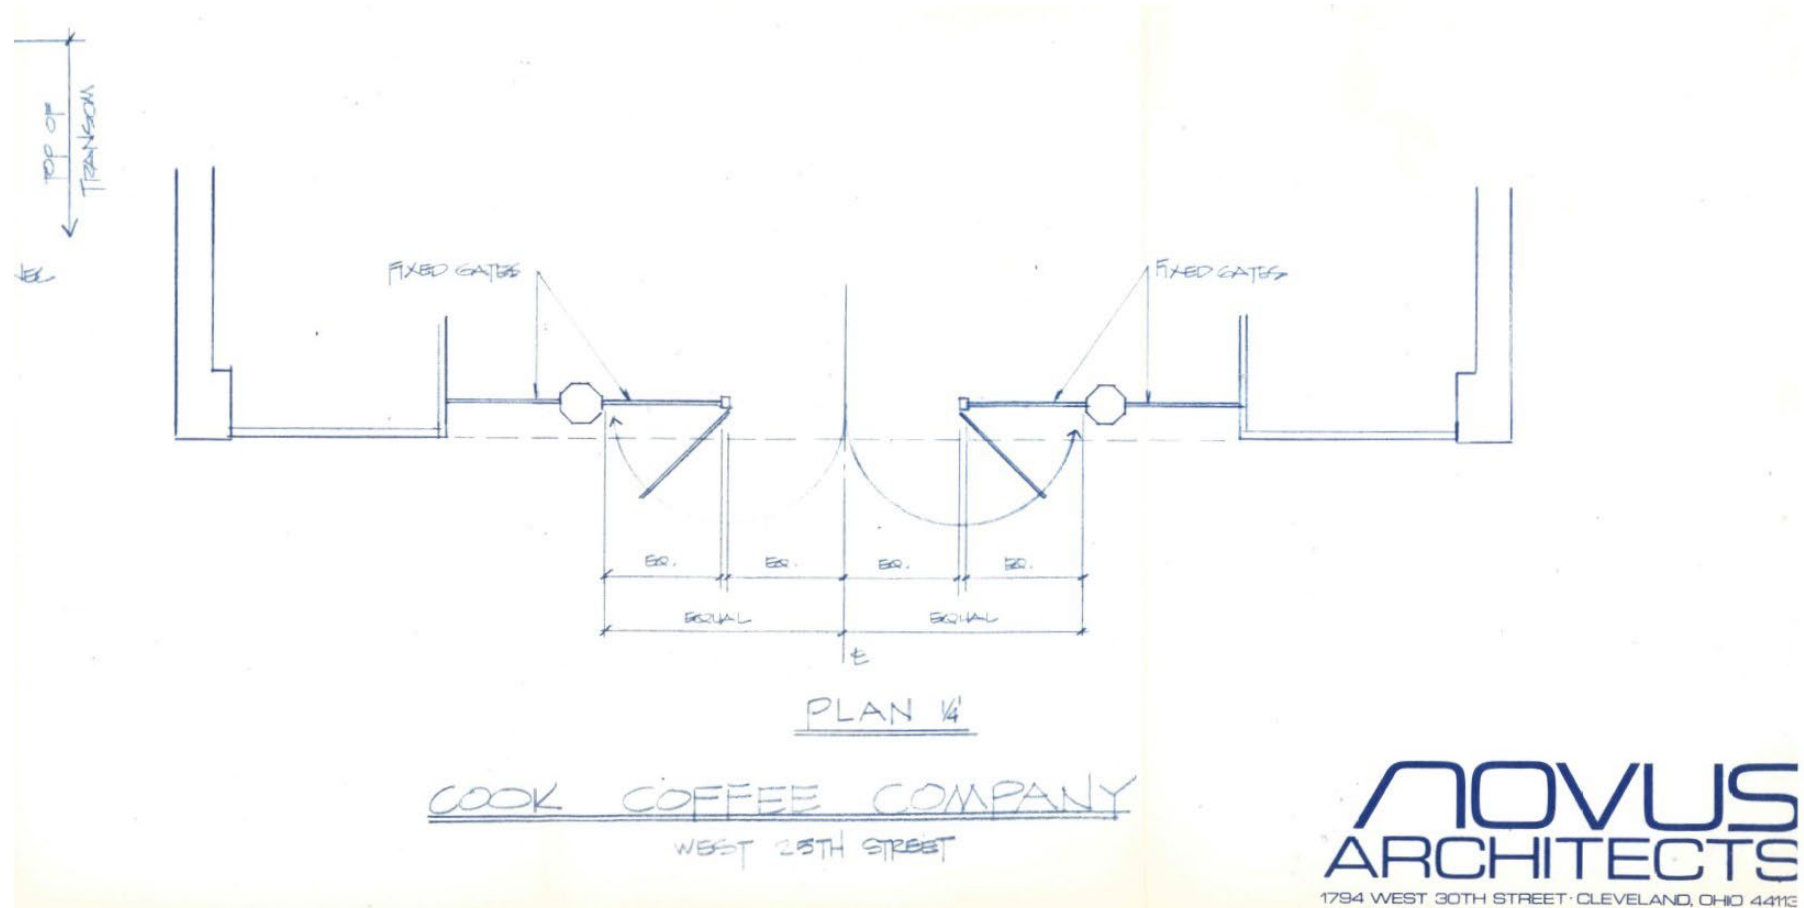 TOP OF
TRANSOM
FIXED GATES
FIXED GATES
EQ.
EQ.
EQ.
EQ.
EQUAL
EQUAL
℄
PLAN ¼"
COOK COFFEE COMPANY
WEST 25TH STREET
NOVUS
ARCHITECTS
1794 WEST 30TH STREET · CLEVELAND, OHIO 44113